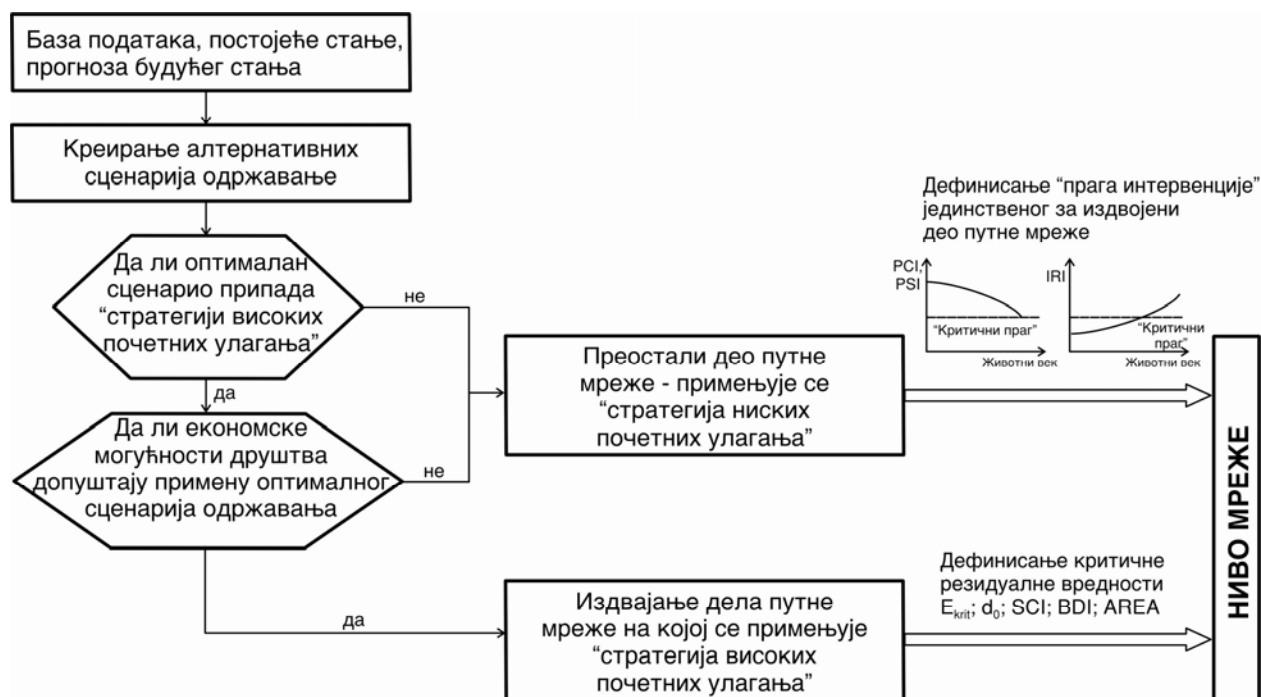 База података, постојеће стање,
прогноза будућег стања
Креирање алтернативних
сценарија одржавање
Да ли оптималан
сценарио припада
“стратегији високих
почетних улагања”
не
да
Да ли економске
могућности друштва
допуштају примену оптималног
сценарија одржавања
не
да
Дефинисање “прага интервенције”
јединственог за издвојени
део путне мреже
PCI,
PSI
“Критични праг”
Животни век
IRI
“Критични
праг”
Животни век
Преостали део путне
мреже - примењује се
“стратегија ниских
почетних улагања”
Дефинисање критичне
резидуалне вредности
Ekrit; d0; SCI; BDI; AREA
Издвајање дела путне
мреже на којој се примењује
“стратегија високих
почетних улагања”
НИВО МРЕЖЕ